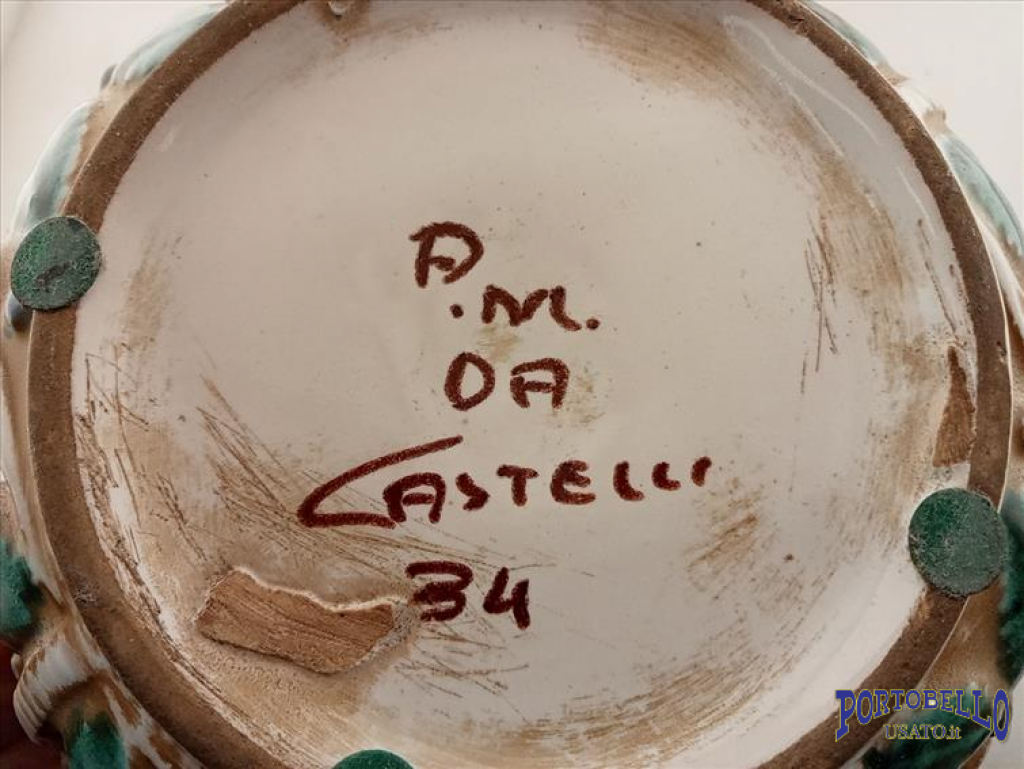 A
.M.
DA
CASTELLI
34
PORTOBELLO
USATO.it